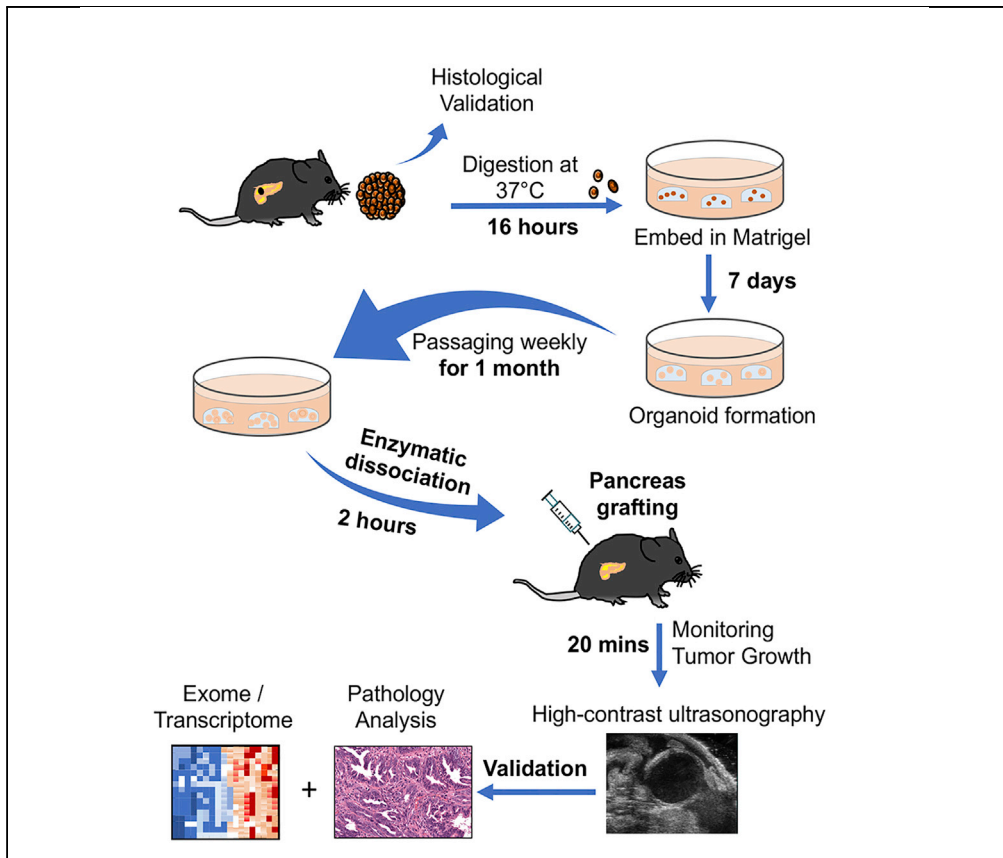 Histological
Validation
Digestion at
37°C
16 hours
Embed in Matrigel
7 days
Organoid formation
Passaging weekly
for 1 month
Enzymatic
dissociation
2 hours
Pancreas
grafting
20 mins
Monitoring
Tumor Growth
High-contrast ultrasonography
Validation
Pathology
Analysis
+
Exome /
Transcriptome